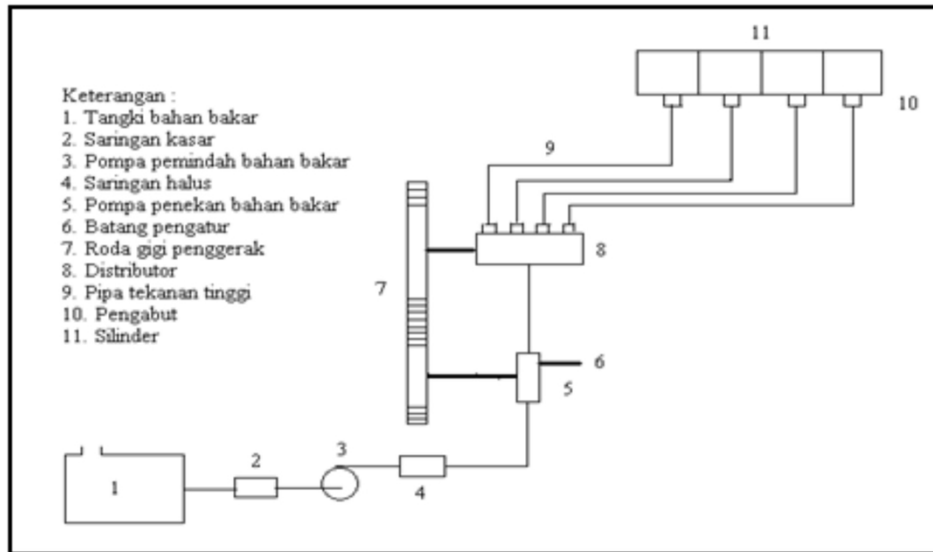 11
Keterangan :
1. Tangki bahan bakar
2. Saringan kasar
3. Pompa pemindah bahan bakar
4. Saringan halus
5. Pompa penekan bahan bakar
6. Batang pengatur
7. Roda gigi penggerak
8. Distributor
9. Pipa tekanan tinggi
10. Pengabut
11. Silinder
10
9
8
7
6
5
3
2
4
1